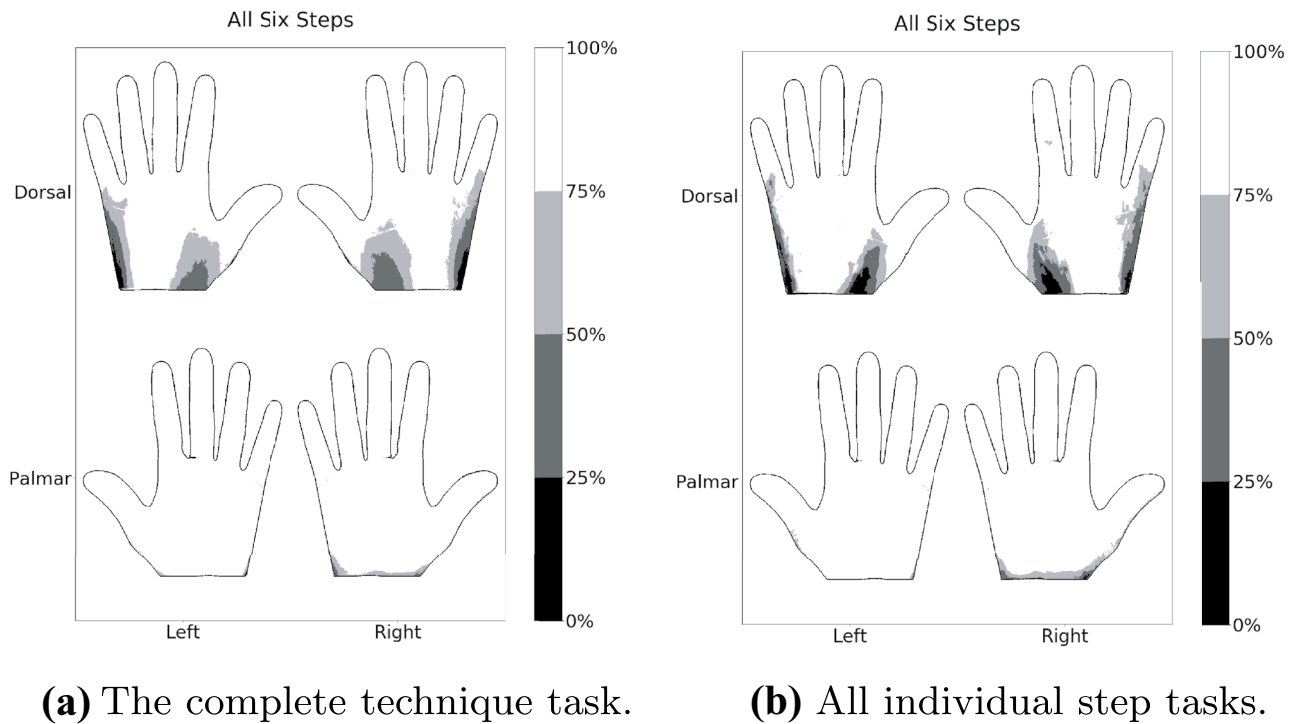 All Six Steps
100%
Dorsal
75%
50%
Palmar
25%
0%
Left Right
(a) The complete technique task.
All Six Steps
100%
Dorsal
75%
50%
Palmar
25%
0%
Left Right
(b) All individual step tasks.